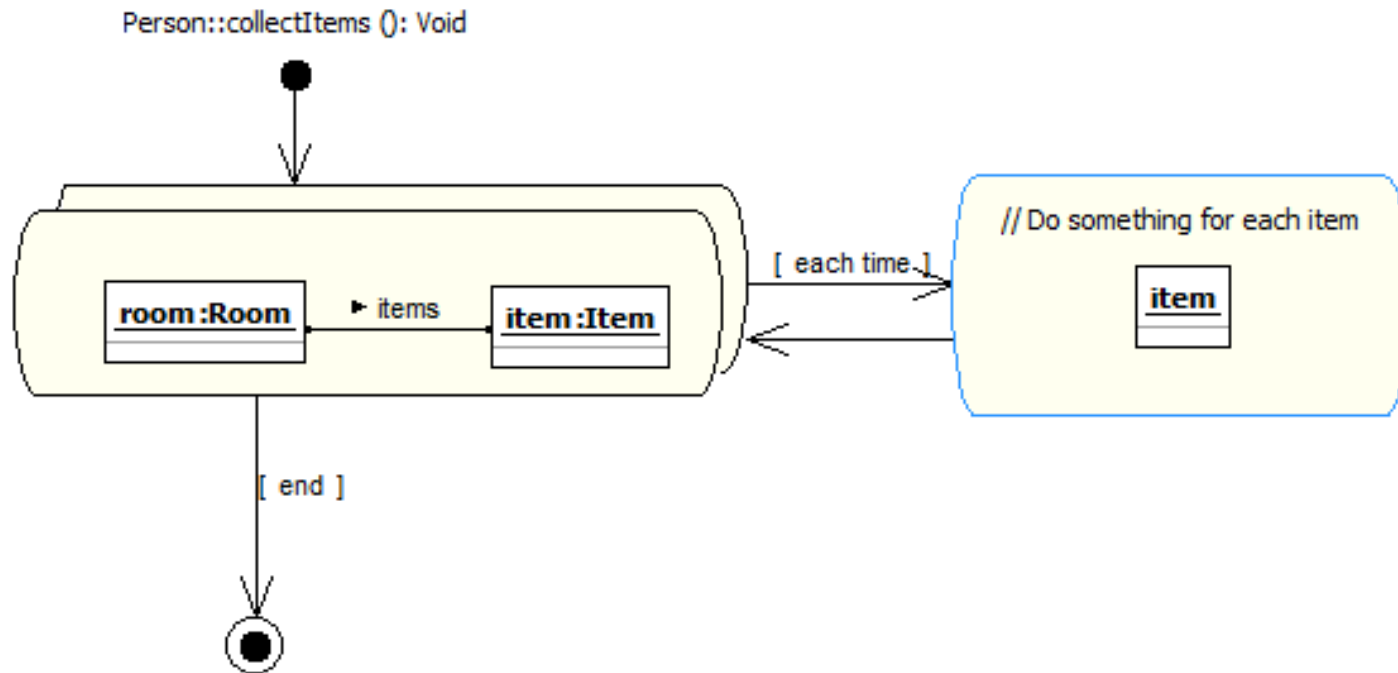 Person::collectItems (): Void
// Do something for each item
[ each time ]
item
room :Room
items
item :Item
[ end ]